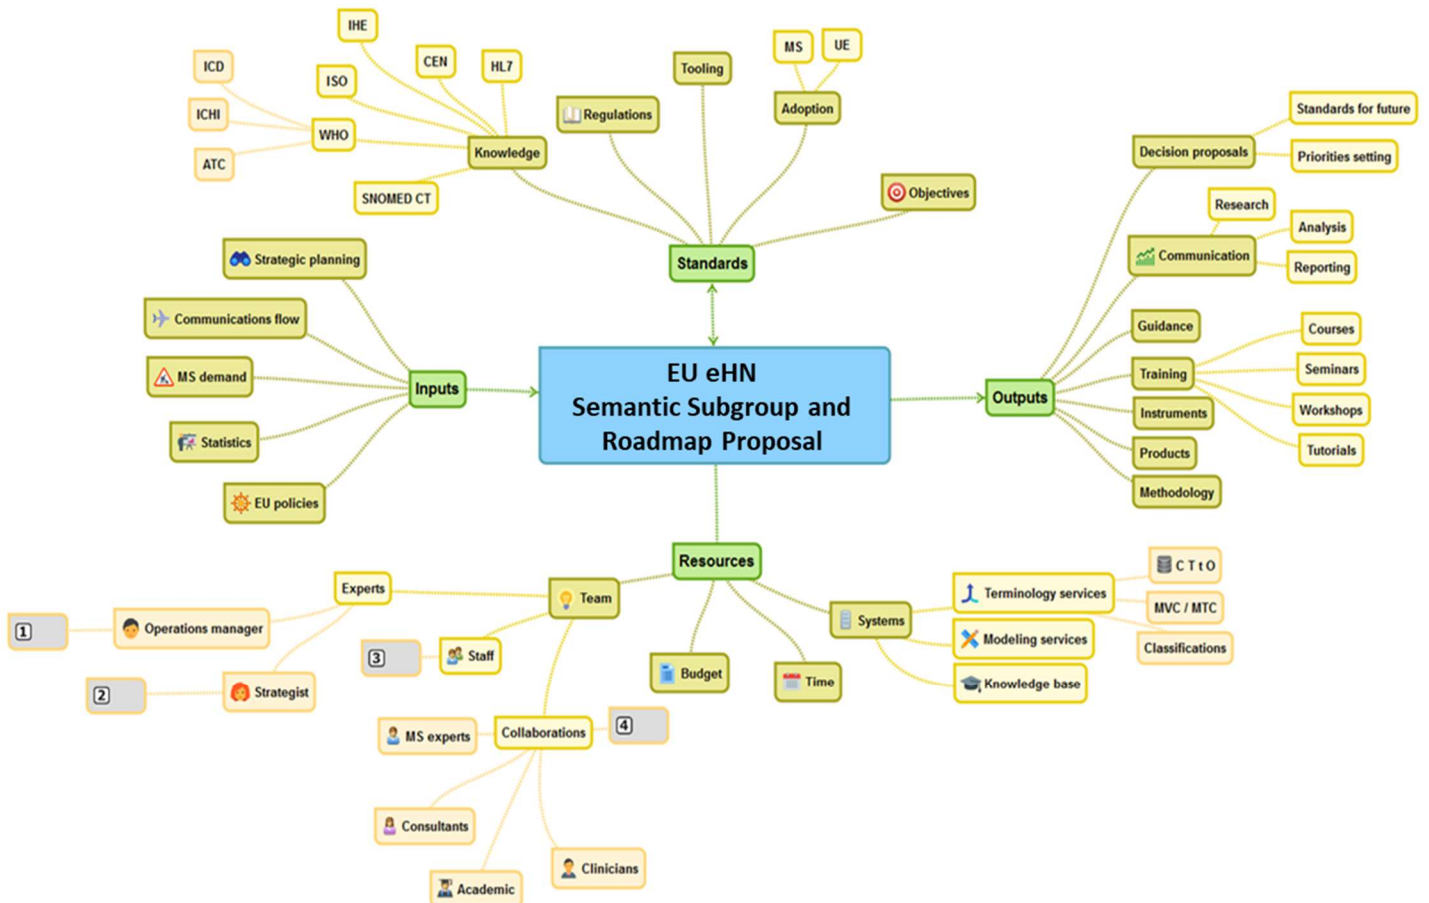 IHE
ICD
CEN
HL7
ISO
ICHI
WHO
ATC
Knowledge
SNOMED CT
Regulations
Tooling
MS
UE
Adoption
Objectives
Standards
Strategic planning
Communications flow
MS demand
Statistics
EU policies
Inputs
EU eHN
Semantic Subgroup and
Roadmap Proposal
Outputs
Decision proposals
Standards for future
Priorities setting
Research
Communication
Analysis
Reporting
Guidance
Training
Courses
Seminars
Workshops
Tutorials
Instruments
Products
Methodology
Resources
Team
Experts
Operations manager
1
Strategist
2
Staff
3
Collaborations
4
MS experts
Consultants
Academic
Clinicians
Budget
Time
Systems
Terminology services
C T t O
MVC / MTC
Classifications
Modeling services
Knowledge base